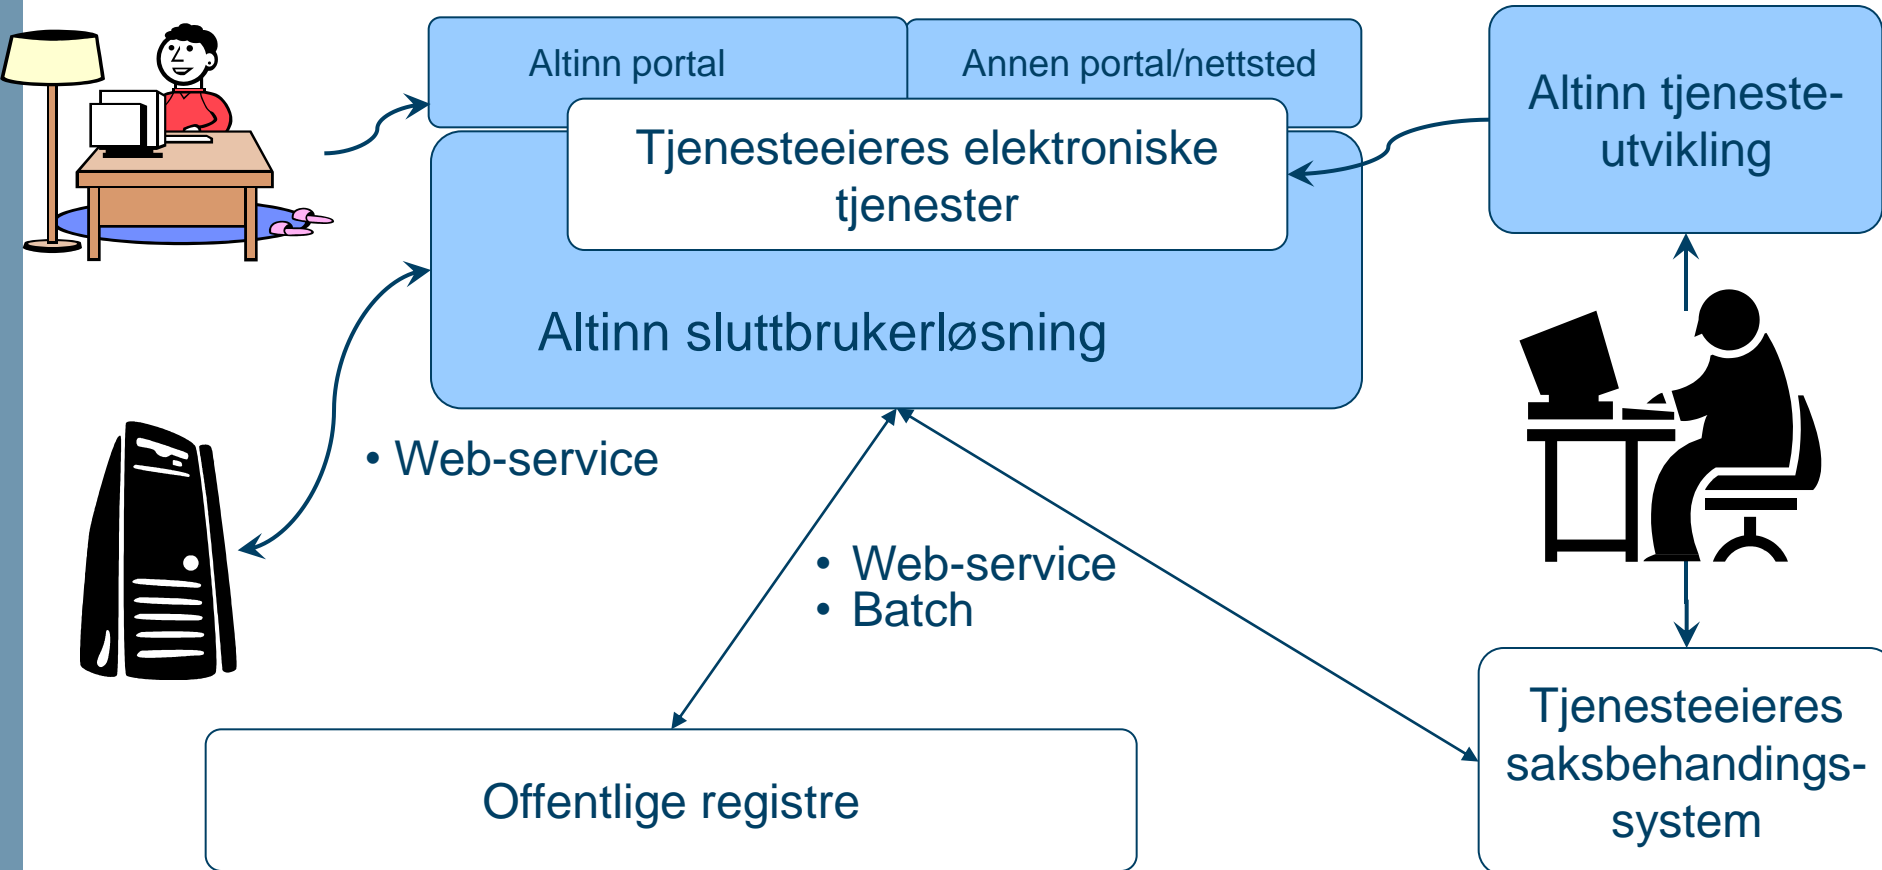 Altinn portal
Annen portal/nettsted
Tjenesteeieres elektroniske
tjenester
Altinn tjeneste-
utvikling
Altinn sluttbrukerløsning
• Web-service
• Web-service
• Batch
Offentlige registre
Tjenesteeieres
saksbehandings-
system